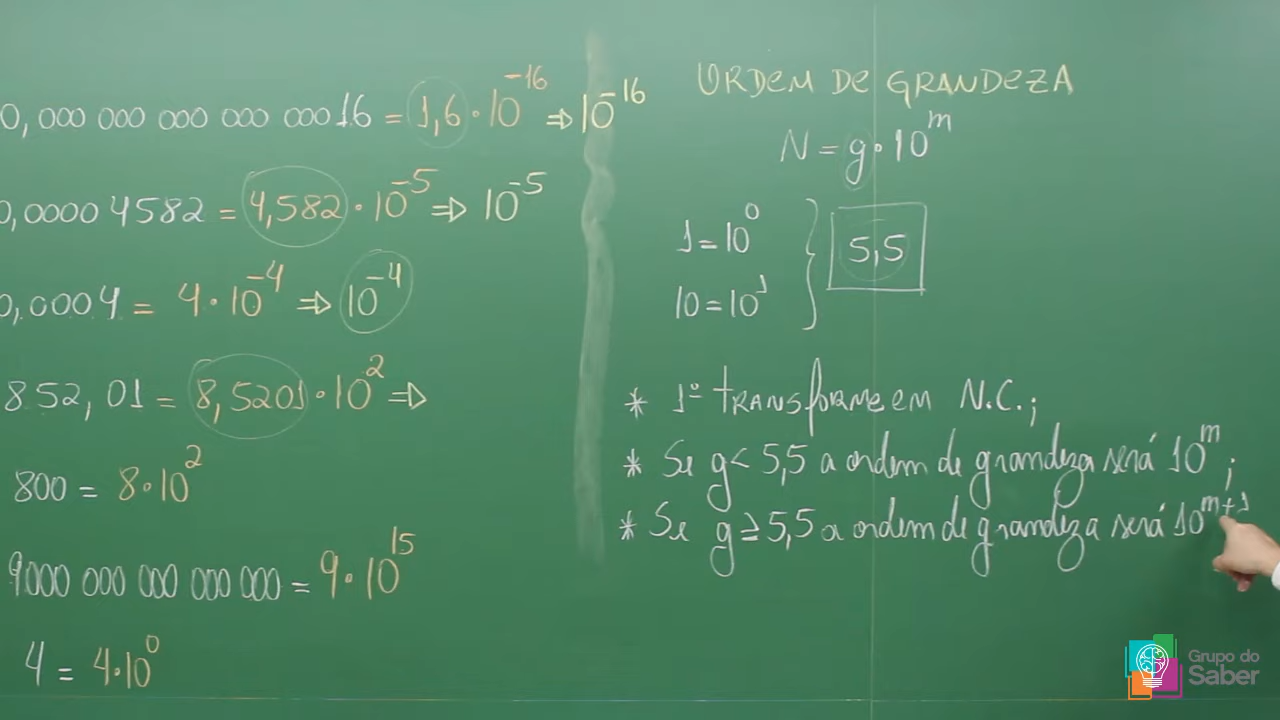 0, 000 000 000 000 000 16 = 1,6 · 10^-16 ⇒ 10^-16
0,0000 4582 = 4,582 · 10^-5 ⇒ 10^-5
0,0004 = 4 · 10^-4 ⇒ 10^-4
852,01 = 8,5201 · 10^2 ⇒
800 = 8 · 10^2
9000 000 000 000 000 = 9 · 10^15
4 = 4 · 10^0
ORDEM DE GRANDEZA
N = g · 10^m
1 = 10^0
10 = 10^1
} 5,5
* 1º TRANSFORME em N.C.;
* Se g < 5,5 a ordem de grandeza será 10^m;
* Se g ≥ 5,5 a ordem de grandeza será 10^m+1
Grupo do
Saber